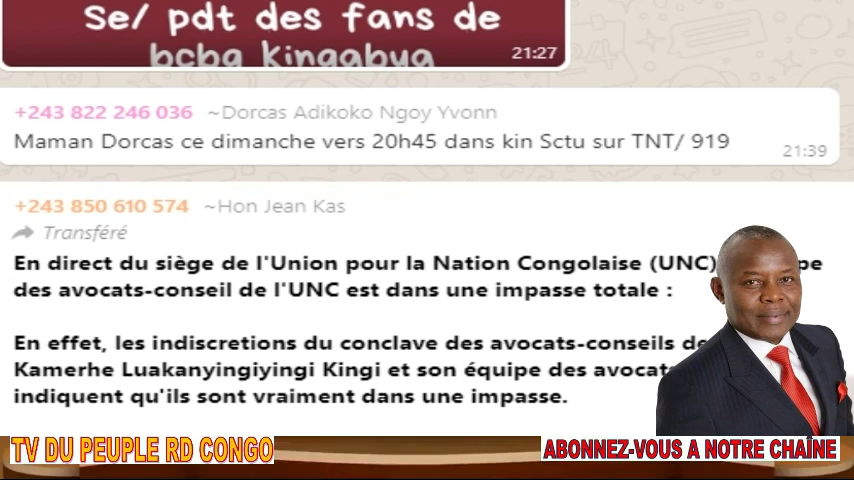 Se/ pdt des fans de
bcbg kingabua
21:27
+243 822 246 036 ~Dorcas Adikoko Ngoy Yvonn
Maman Dorcas ce dimanche vers 20h45 dans kin Sctu sur TNT/ 919
21:39
+243 850 610 574 ~Hon Jean Kas
Transféré
En direct du siège de l'Union pour la Nation Congolaise (UNC)
des avocats-conseil de l'UNC est dans une impasse totale :
En effet, les indiscretions du conclave des avocats-conseils de
Kamerhe Luakanyingiyingi Kingi et son équipe des avocats
indiquent qu'ils sont vraiment dans une impasse.
TV DU PEUPLE RD CONGO
ABONNEZ-VOUS A NOTRE CHAÎNE